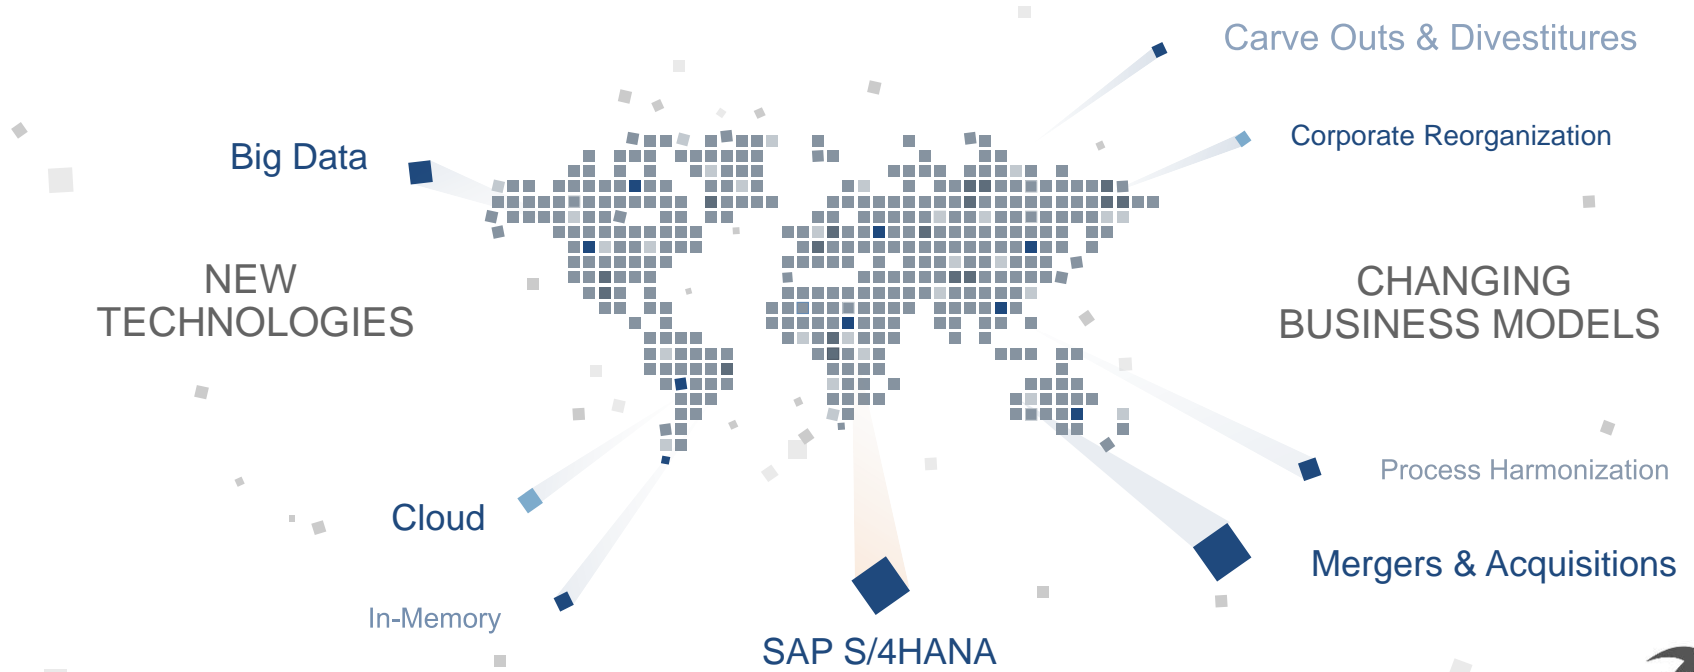 Carve Outs & Divestitures
Big Data
Corporate Reorganization
NEW
TECHNOLOGIES
CHANGING
BUSINESS MODELS
Process Harmonization
Cloud
Mergers & Acquisitions
In-Memory
SAP S/4HANA